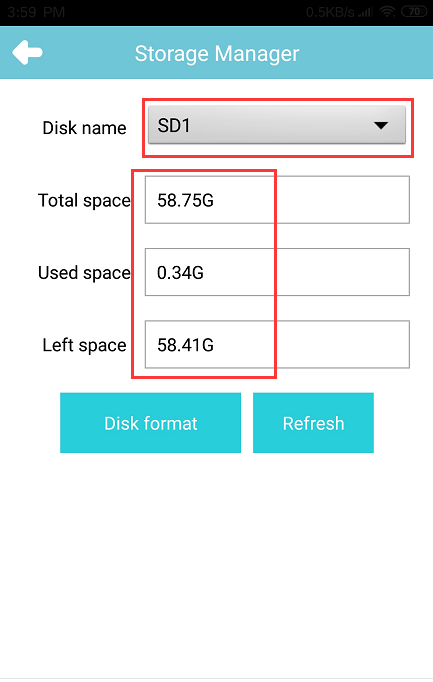 3:59 PM 0.5KB/s 70
Storage Manager
Disk name SD1
Total space 58.75G
Used space 0.34G
Left space 58.41G
Disk format Refresh